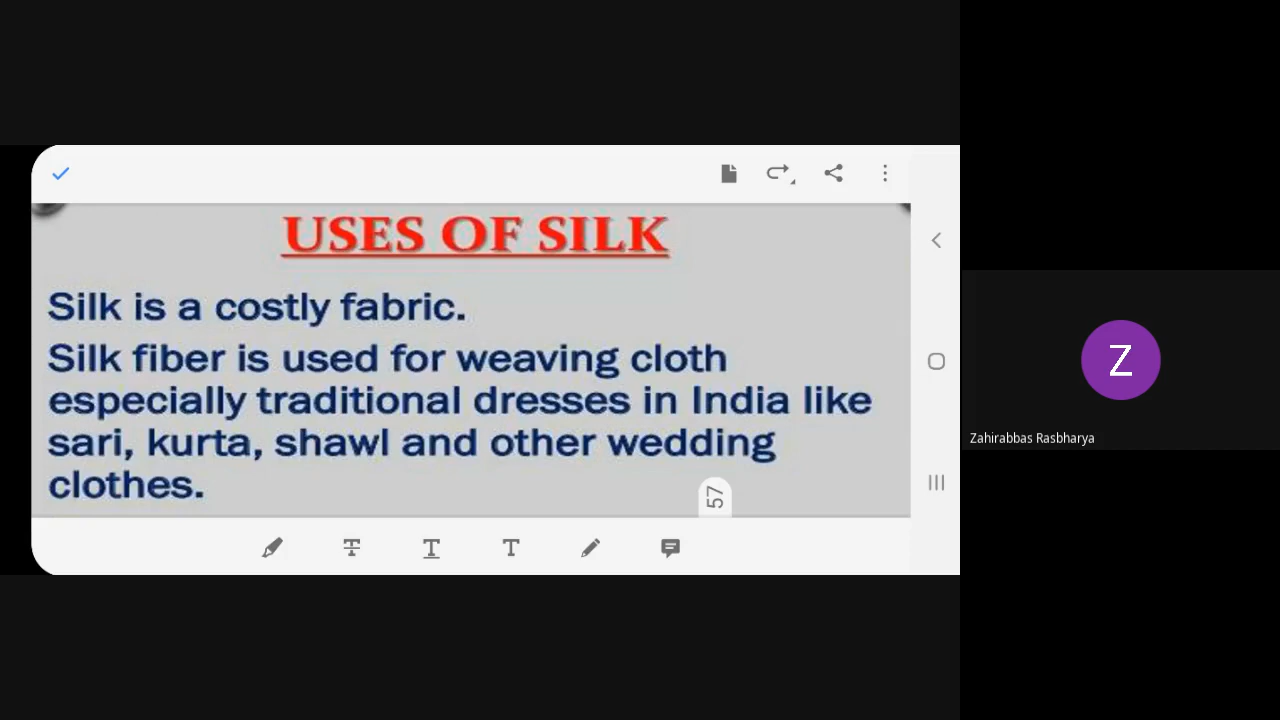 USES OF SILK
Silk is a costly fabric.
Silk fiber is used for weaving cloth
especially traditional dresses in India like
sari, kurta, shawl and other wedding
clothes.
57
T
T
T
Z
Zahirabbas Rasbharya